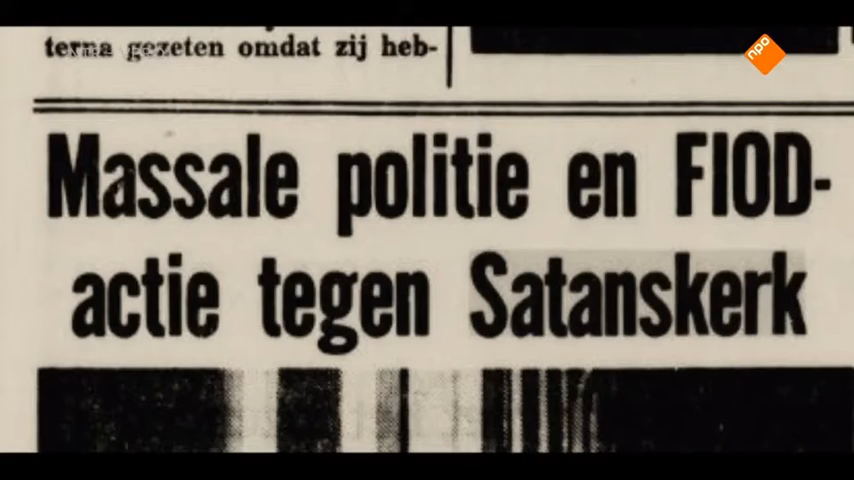 terna gezeten omdat zij heb-
npo
Massale politie en FIOD-
actie tegen Satanskerk